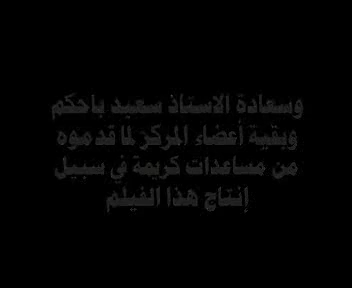 وسعادة الاستاذ سعيد باحكم
وبقية أعضاء المركز لما قدموه
من مساعدات كريمة في سبيل
إنتاج هذا الفيلم